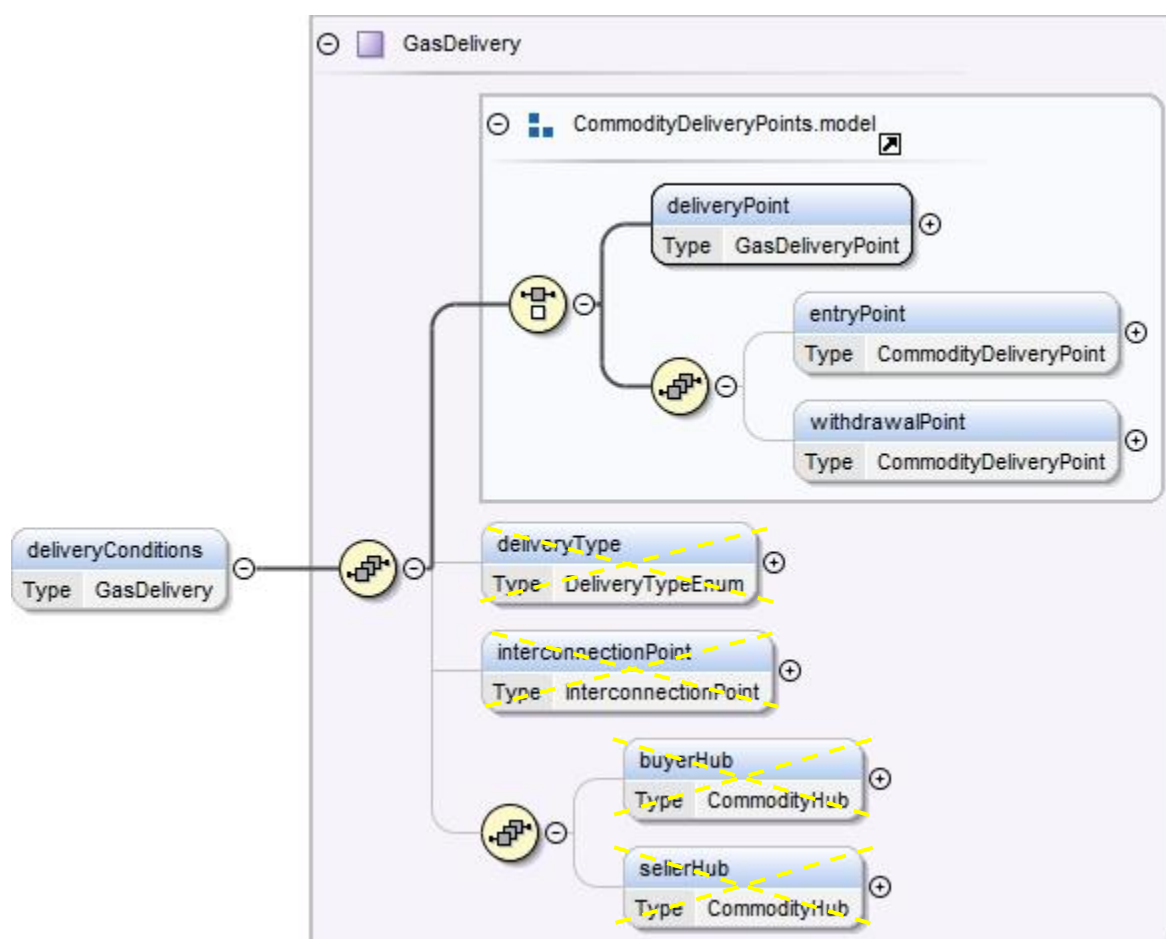 GasDelivery
CommodityDeliveryPoints.model
deliveryPoint
Type GasDeliveryPoint
entryPoint
Type CommodityDeliveryPoint
withdrawalPoint
Type CommodityDeliveryPoint
deliveryConditions
Type GasDelivery
deliveryType
Type DeliveryTypeEnum
interconnectionPoint
Type InterconnectionPoint
buyerHub
Type CommodityHub
sellerHub
Type CommodityHub